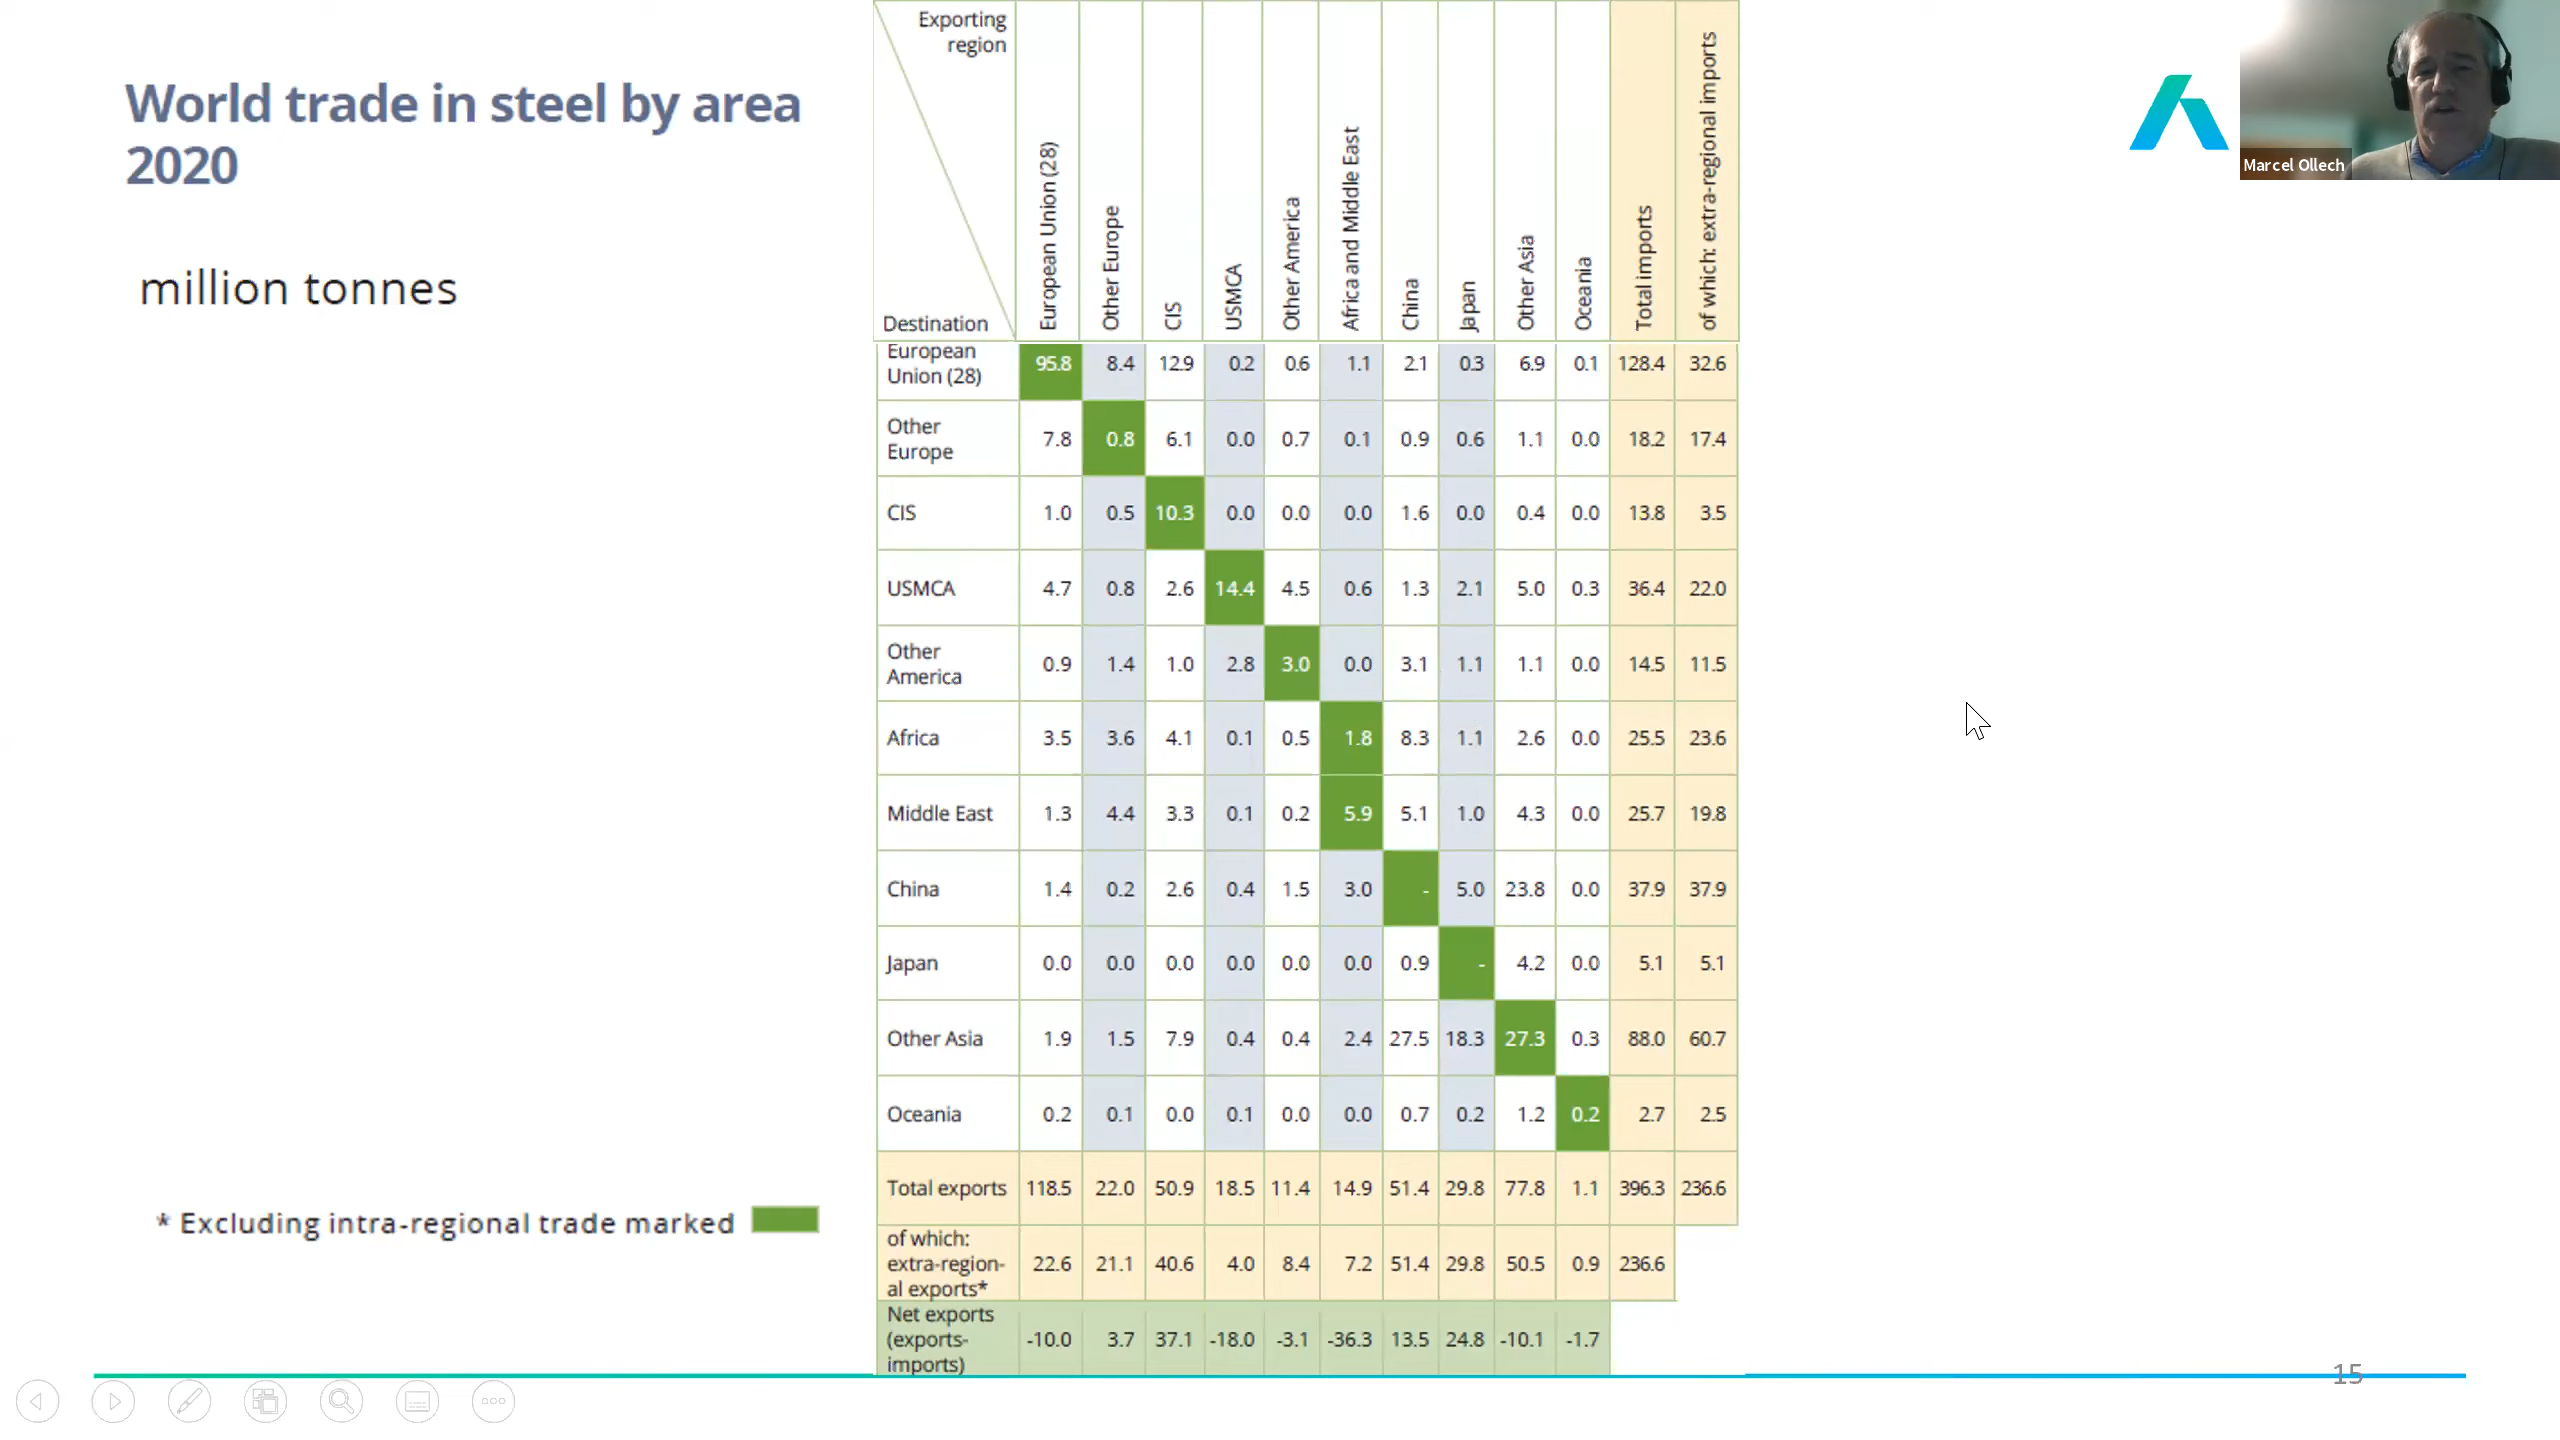 World trade in steel by area
2020
million tonnes
* Excluding intra-regional trade marked
Exporting
region
Destination
European Union (28)
Other Europe
CIS
USMCA
Other America
Africa and Middle East
China
Japan
Other Asia
Oceania
Total imports
of which: extra-regional imports
European
Union (28) 95.8 8.4 12.9 0.2 0.6 1.1 2.1 0.3 6.9 0.1 128.4 32.6
Other
Europe 7.8 0.8 6.1 0.0 0.7 0.1 0.9 0.6 1.1 0.0 18.2 17.4
CIS 1.0 0.5 10.3 0.0 0.0 0.0 1.6 0.0 0.4 0.0 13.8 3.5
USMCA 4.7 0.8 2.6 14.4 4.5 0.6 1.3 2.1 5.0 0.3 36.4 22.0
Other
America 0.9 1.4 1.0 2.8 3.0 0.0 3.1 1.1 1.1 0.0 14.5 11.5
Africa 3.5 3.6 4.1 0.1 0.5 1.8 8.3 1.1 2.6 0.0 25.5 23.6
Middle East 1.3 4.4 3.3 0.1 0.2 5.9 5.1 1.0 4.3 0.0 25.7 19.8
China 1.4 0.2 2.6 0.4 1.5 3.0 - 5.0 23.8 0.0 37.9 37.9
Japan 0.0 0.0 0.0 0.0 0.0 0.0 0.9 - 4.2 0.0 5.1 5.1
Other Asia 1.9 1.5 7.9 0.4 0.4 2.4 27.5 18.3 27.3 0.3 88.0 60.7
Oceania 0.2 0.1 0.0 0.1 0.0 0.0 0.7 0.2 1.2 0.2 2.7 2.5
Total exports 118.5 22.0 50.9 18.5 11.4 14.9 51.4 29.8 77.8 1.1 396.3 236.6
of which:
extra-region-
al exports* 22.6 21.1 40.6 4.0 8.4 7.2 51.4 29.8 50.5 0.9 236.6
Net exports
(exports-
imports) -10.0 3.7 37.1 -18.0 -3.1 -36.3 13.5 24.8 -10.1 -1.7
Marcel Ollech
15